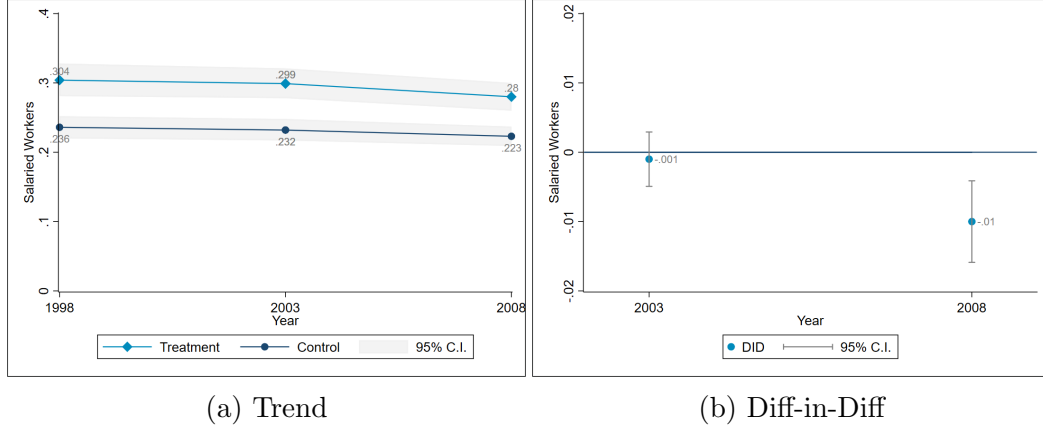 .4
.3
.2
.1
0
Salaried Workers
.304
.299
.28
.236
.232
.223
1998
2003
2008
Year
Treatment
Control
95% C.I.
(a) Trend
.02
.01
0
-.01
-.02
Salaried Workers
-.001
-.01
2003
Year
2008
DID
95% C.I.
(b) Diff-in-Diff